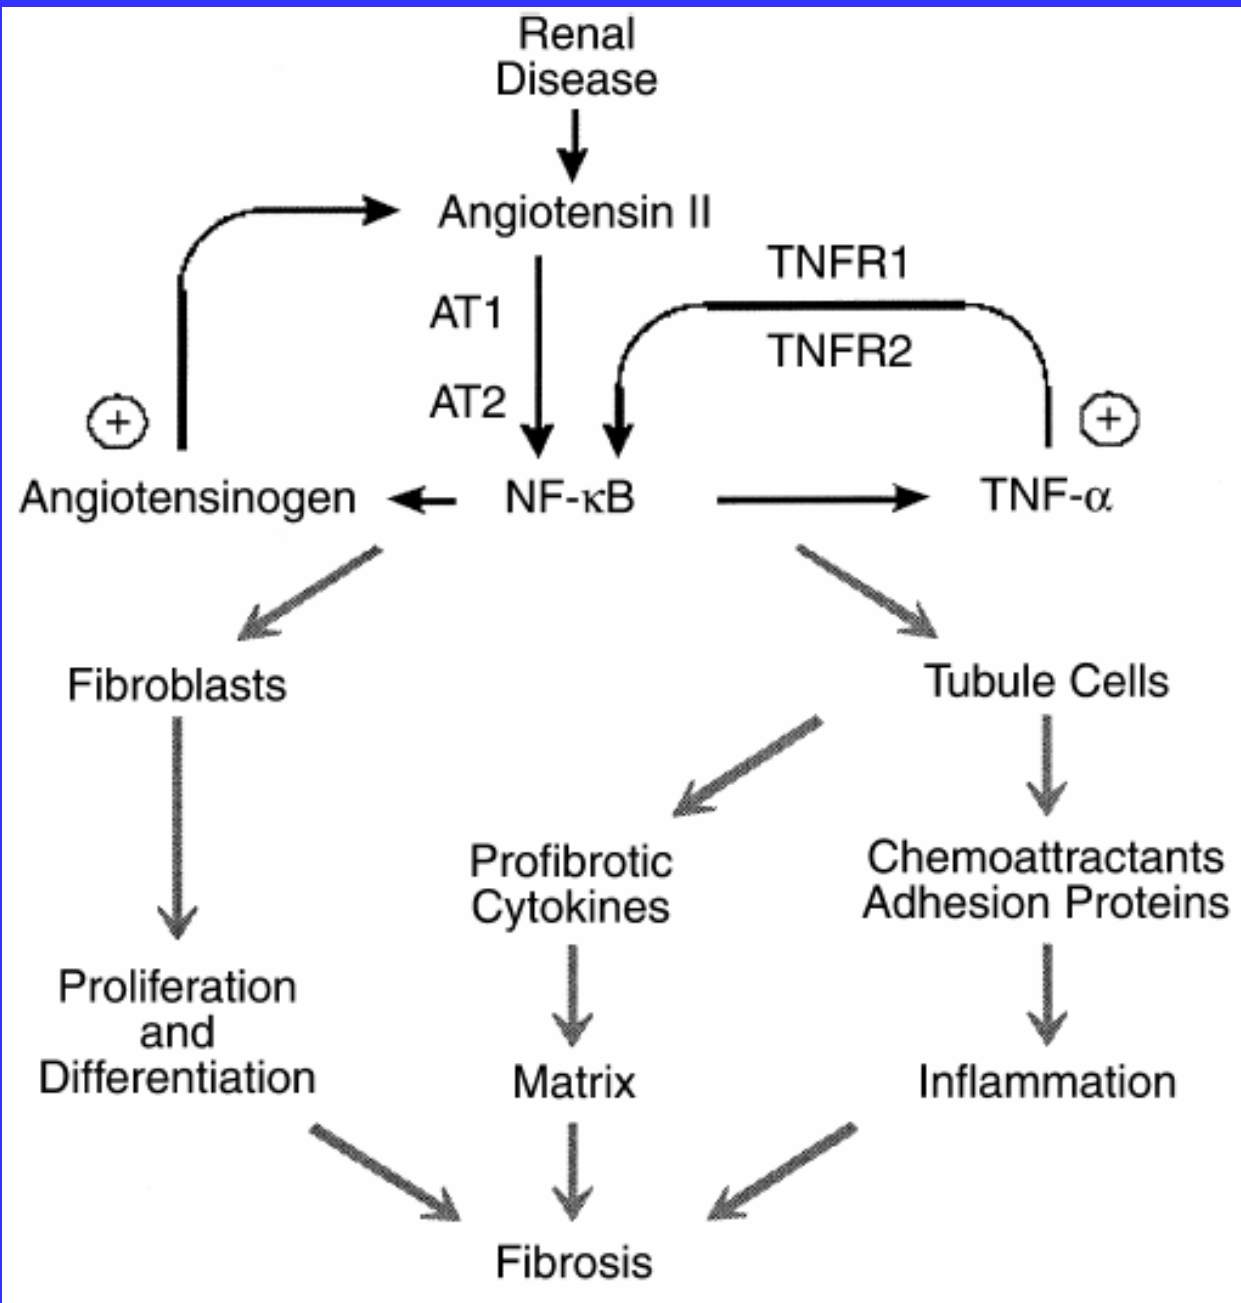 Renal
Disease
Angiotensin II
TNFR1
AT1
TNFR2
AT2
+
+
Angiotensinogen
NF-κB
TNF-α
Fibroblasts
Tubule Cells
Profibrotic
Cytokines
Chemoattractants
Adhesion Proteins
Proliferation
and
Differentiation
Matrix
Inflammation
Fibrosis